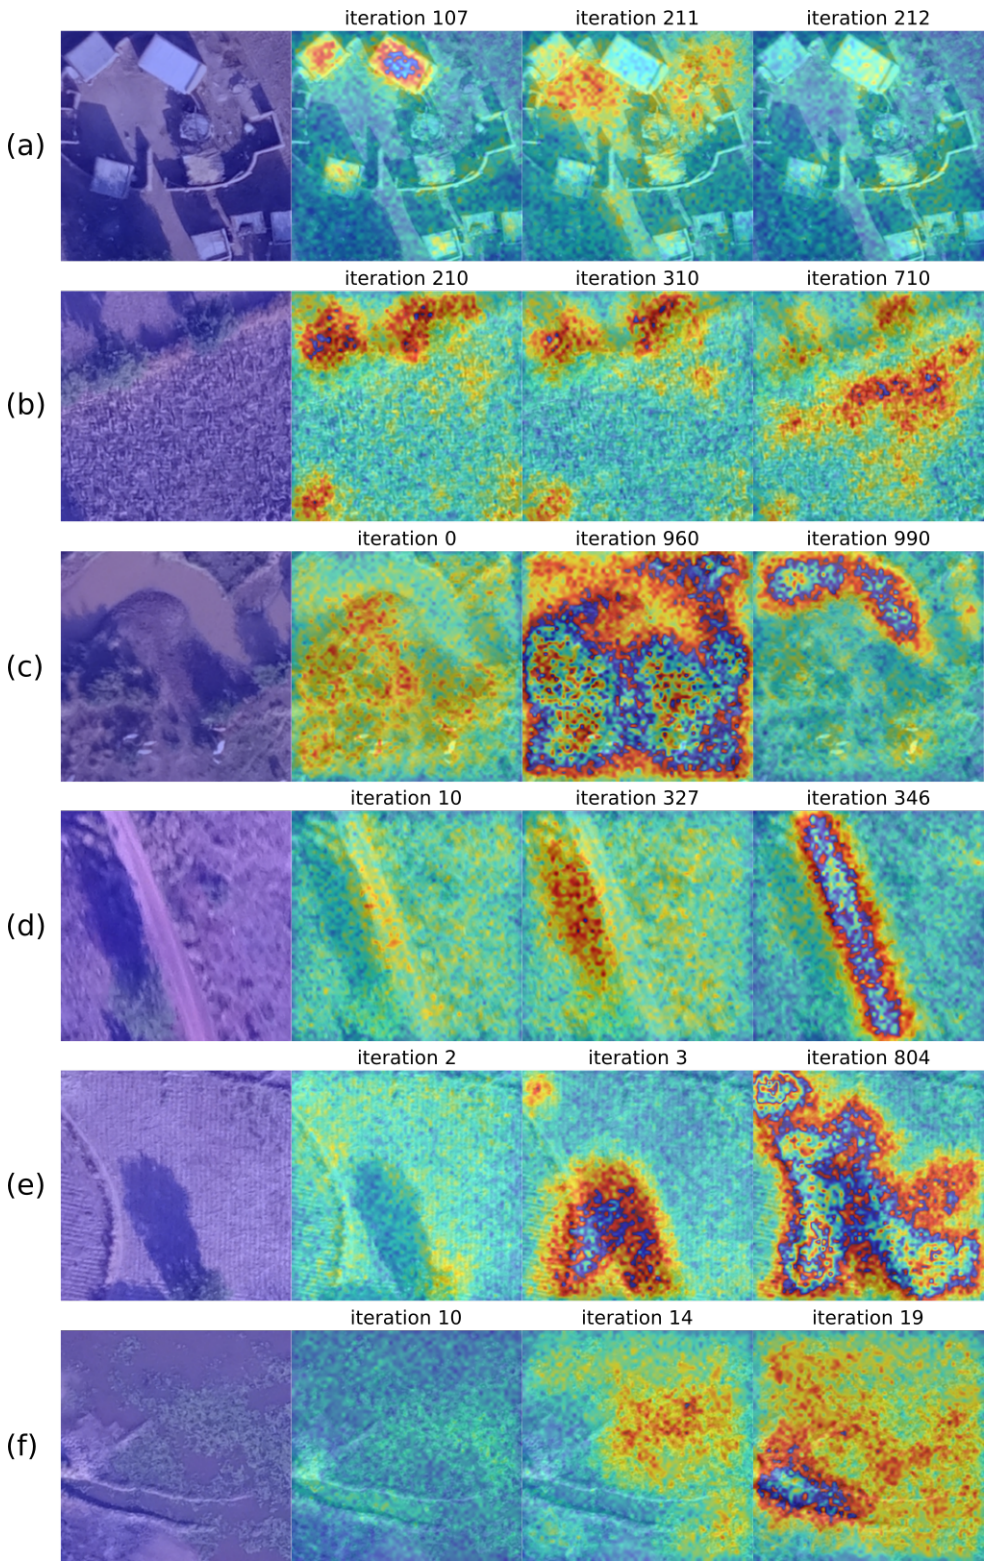 iteration 107 iteration 211 iteration 212
(a)
iteration 210 iteration 310 iteration 710
(b)
iteration 0 iteration 960 iteration 990
(c)
iteration 10 iteration 327 iteration 346
(d)
iteration 2 iteration 3 iteration 804
(e)
iteration 10 iteration 14 iteration 19
(f)